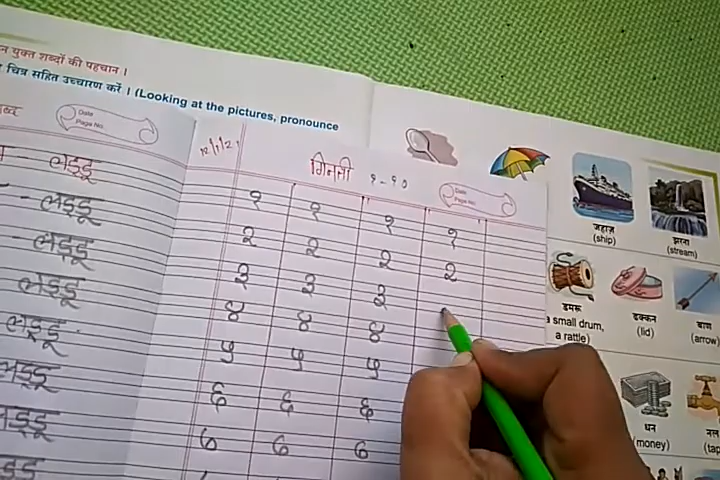 न युक्त शब्दों की पहचान ।
चित्र सहित उच्चारण करें । (Looking at the pictures, pronounce
Date
Page No.
लड्डू
लड्डू
लड्डू
लड्डू
लड्डू
लड्डू
लड्डू
गिनती १-१०
Date
Page No.
१ १ १ १
२ २ २ २
३ ३ ३
४ ४ ४
५ ५ ५
६ ६ ६
७ ७ ७
जहाज़
(ship)
झरना
(stream)
डमरू
a small drum,
a rattle)
ढक्कन
(lid)
बाण
(arrow)
धन
(money)
नल
(tap